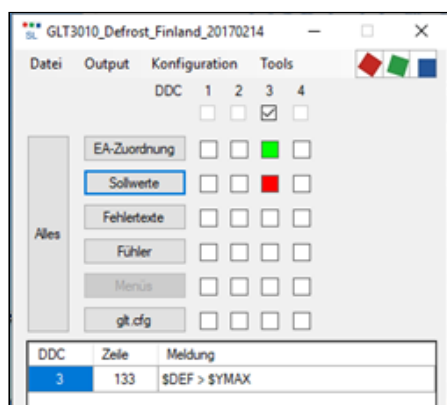 SL GLT3010_Defrost_Finland_20170214
Datei Output Konfiguration Tools
DDC 1 2 3 4
EA-Zuordnung
Sollwerte
Fehlertexte
Alles
Fühler
Menüs
glt.cfg
DDC Zeile Meldung
3 133 $DEF > $YMAX